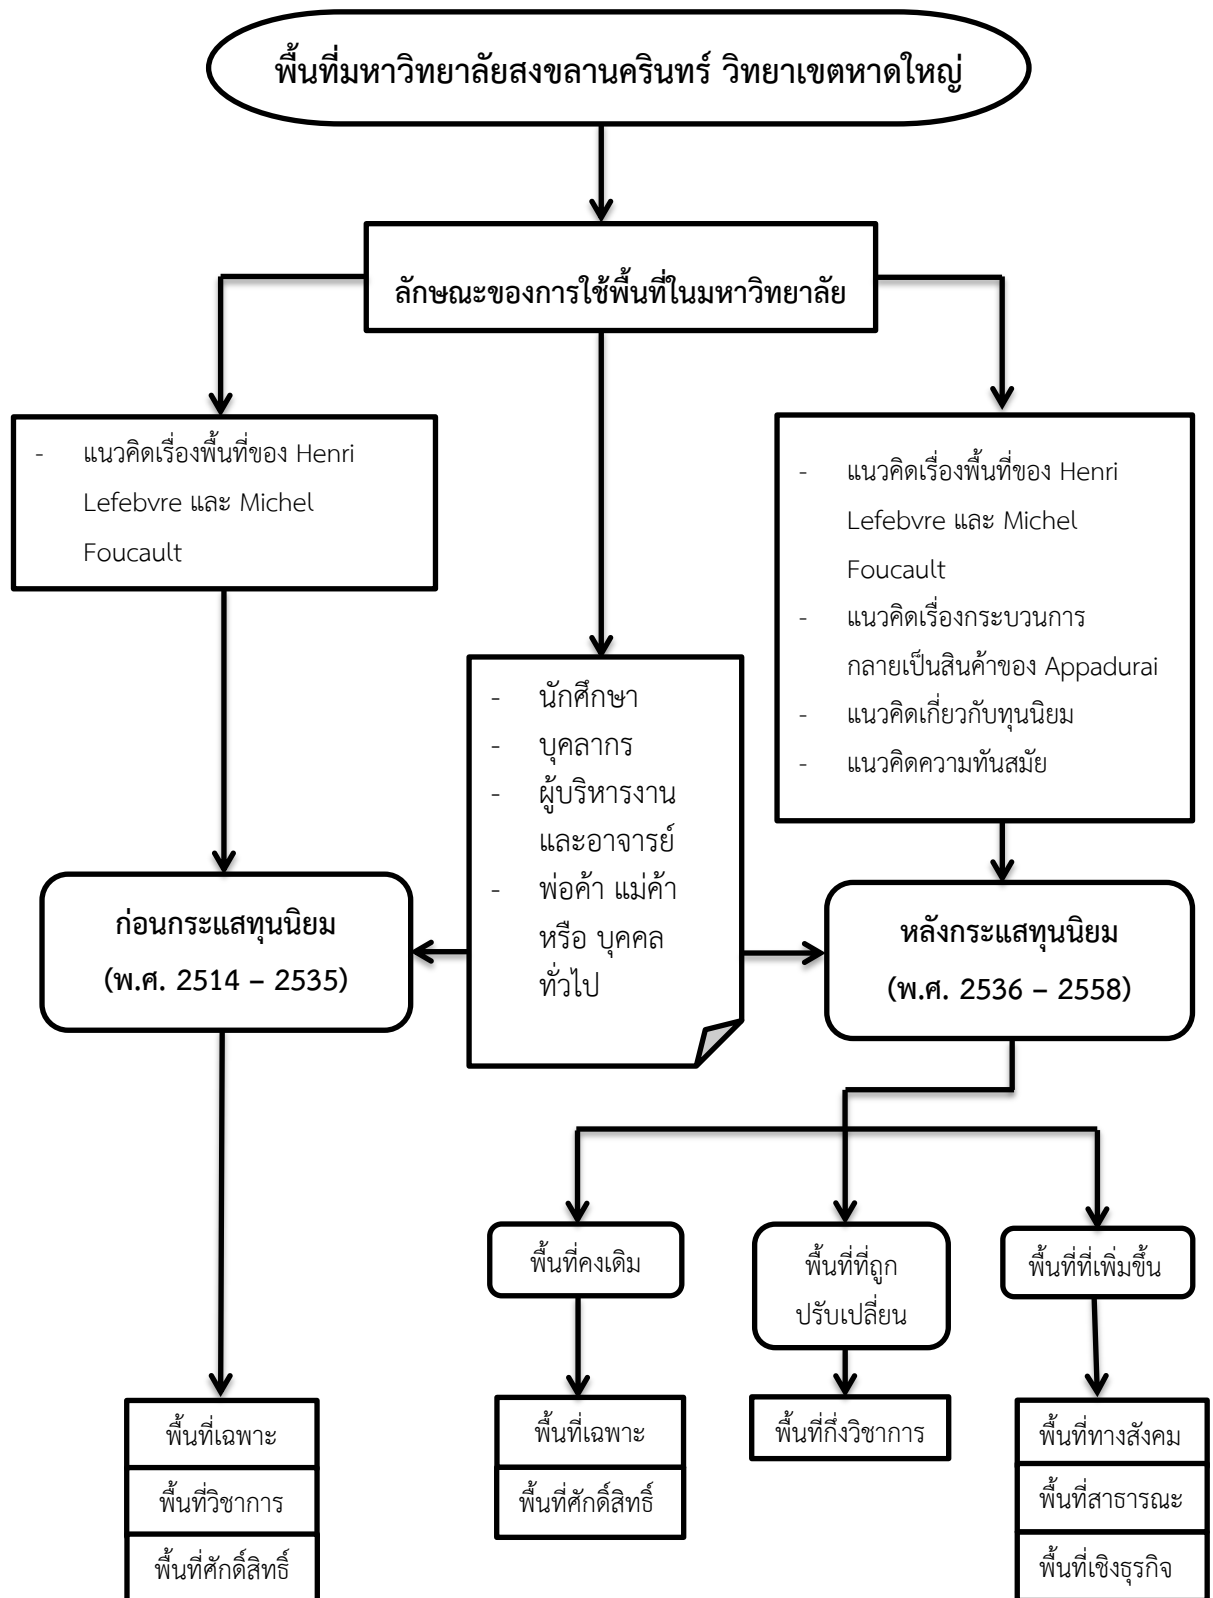 พื้นที่มหาวิทยาลัยสงขลานครินทร์ วิทยาเขตหาดใหญ่
ลักษณะของการใช้พื้นที่ในมหาวิทยาลัย
- แนวคิดเรื่องพื้นที่ของ Henri
Lefebvre และ Michel
Foucault
- แนวคิดเรื่องพื้นที่ของ Henri
Lefebvre และ Michel
Foucault
- แนวคิดเรื่องกระบวนการ
กลายเป็นสินค้าของ Appadurai
- แนวคิดเกี่ยวกับทุนนิยม
- แนวคิดความทันสมัย
- นักศึกษา
- บุคลากร
- ผู้บริหารงาน
และอาจารย์
- พ่อค้า แม่ค้า
หรือ บุคคล
ทั่วไป
ก่อนกระแสทุนนิยม
(พ.ศ. 2514 – 2535)
หลังกระแสทุนนิยม
(พ.ศ. 2536 – 2558)
พื้นที่คงเดิม
พื้นที่ที่ถูก
ปรับเปลี่ยน
พื้นที่ที่เพิ่มขึ้น
พื้นที่เฉพาะ
พื้นที่วิชาการ
พื้นที่ศักดิ์สิทธิ์
พื้นที่เฉพาะ
พื้นที่ศักดิ์สิทธิ์
พื้นที่กึ่งวิชาการ
พื้นที่ทางสังคม
พื้นที่สาธารณะ
พื้นที่เชิงธุรกิจ